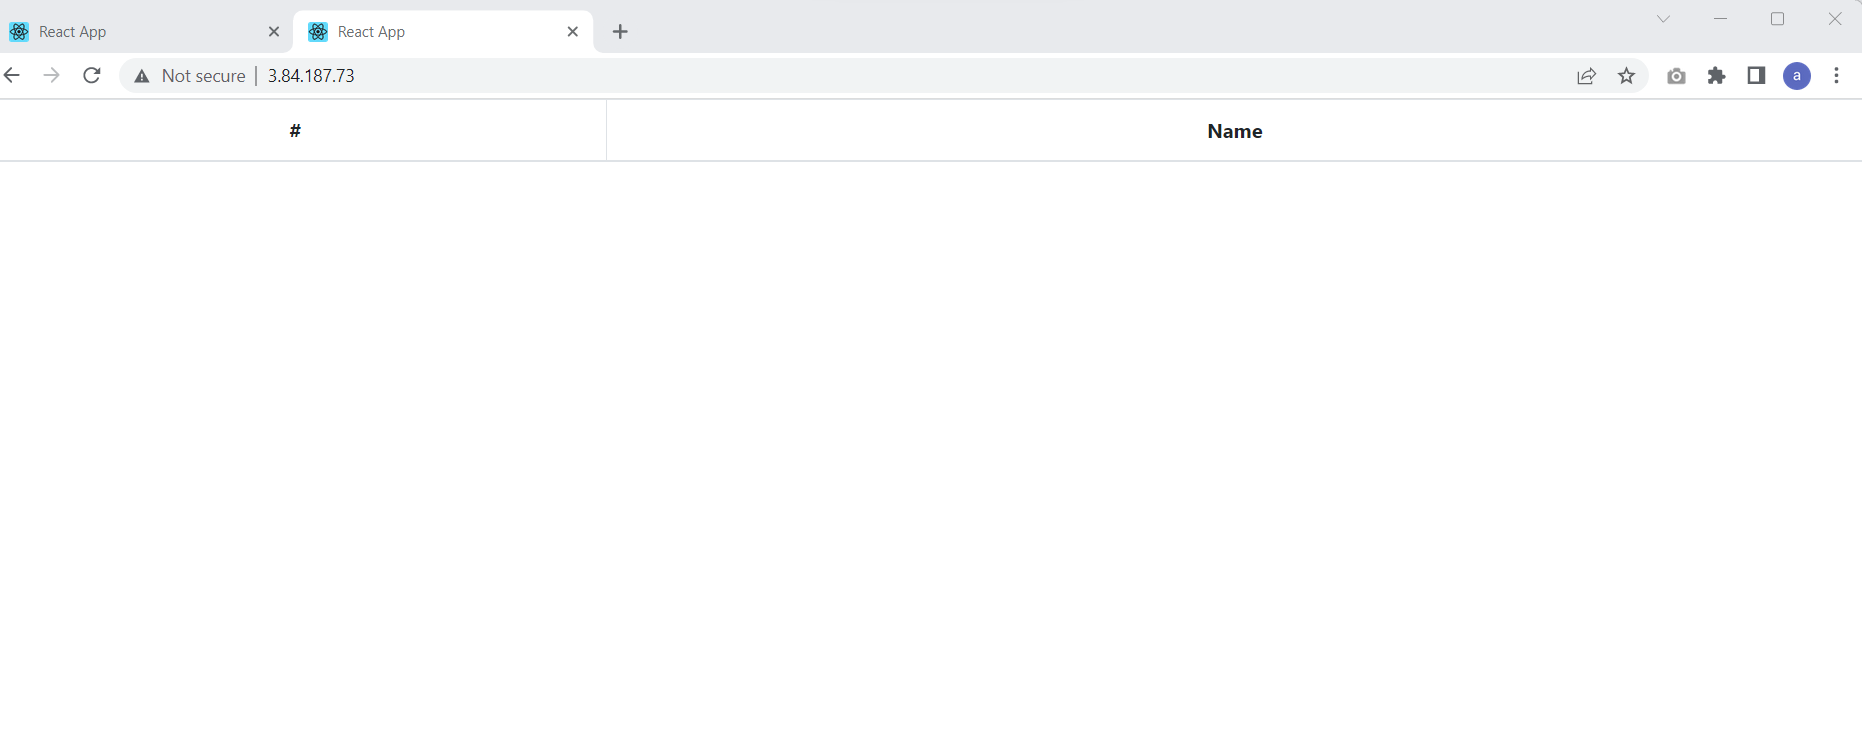 React App
React App
Not secure | 3.84.187.73
a
# Name